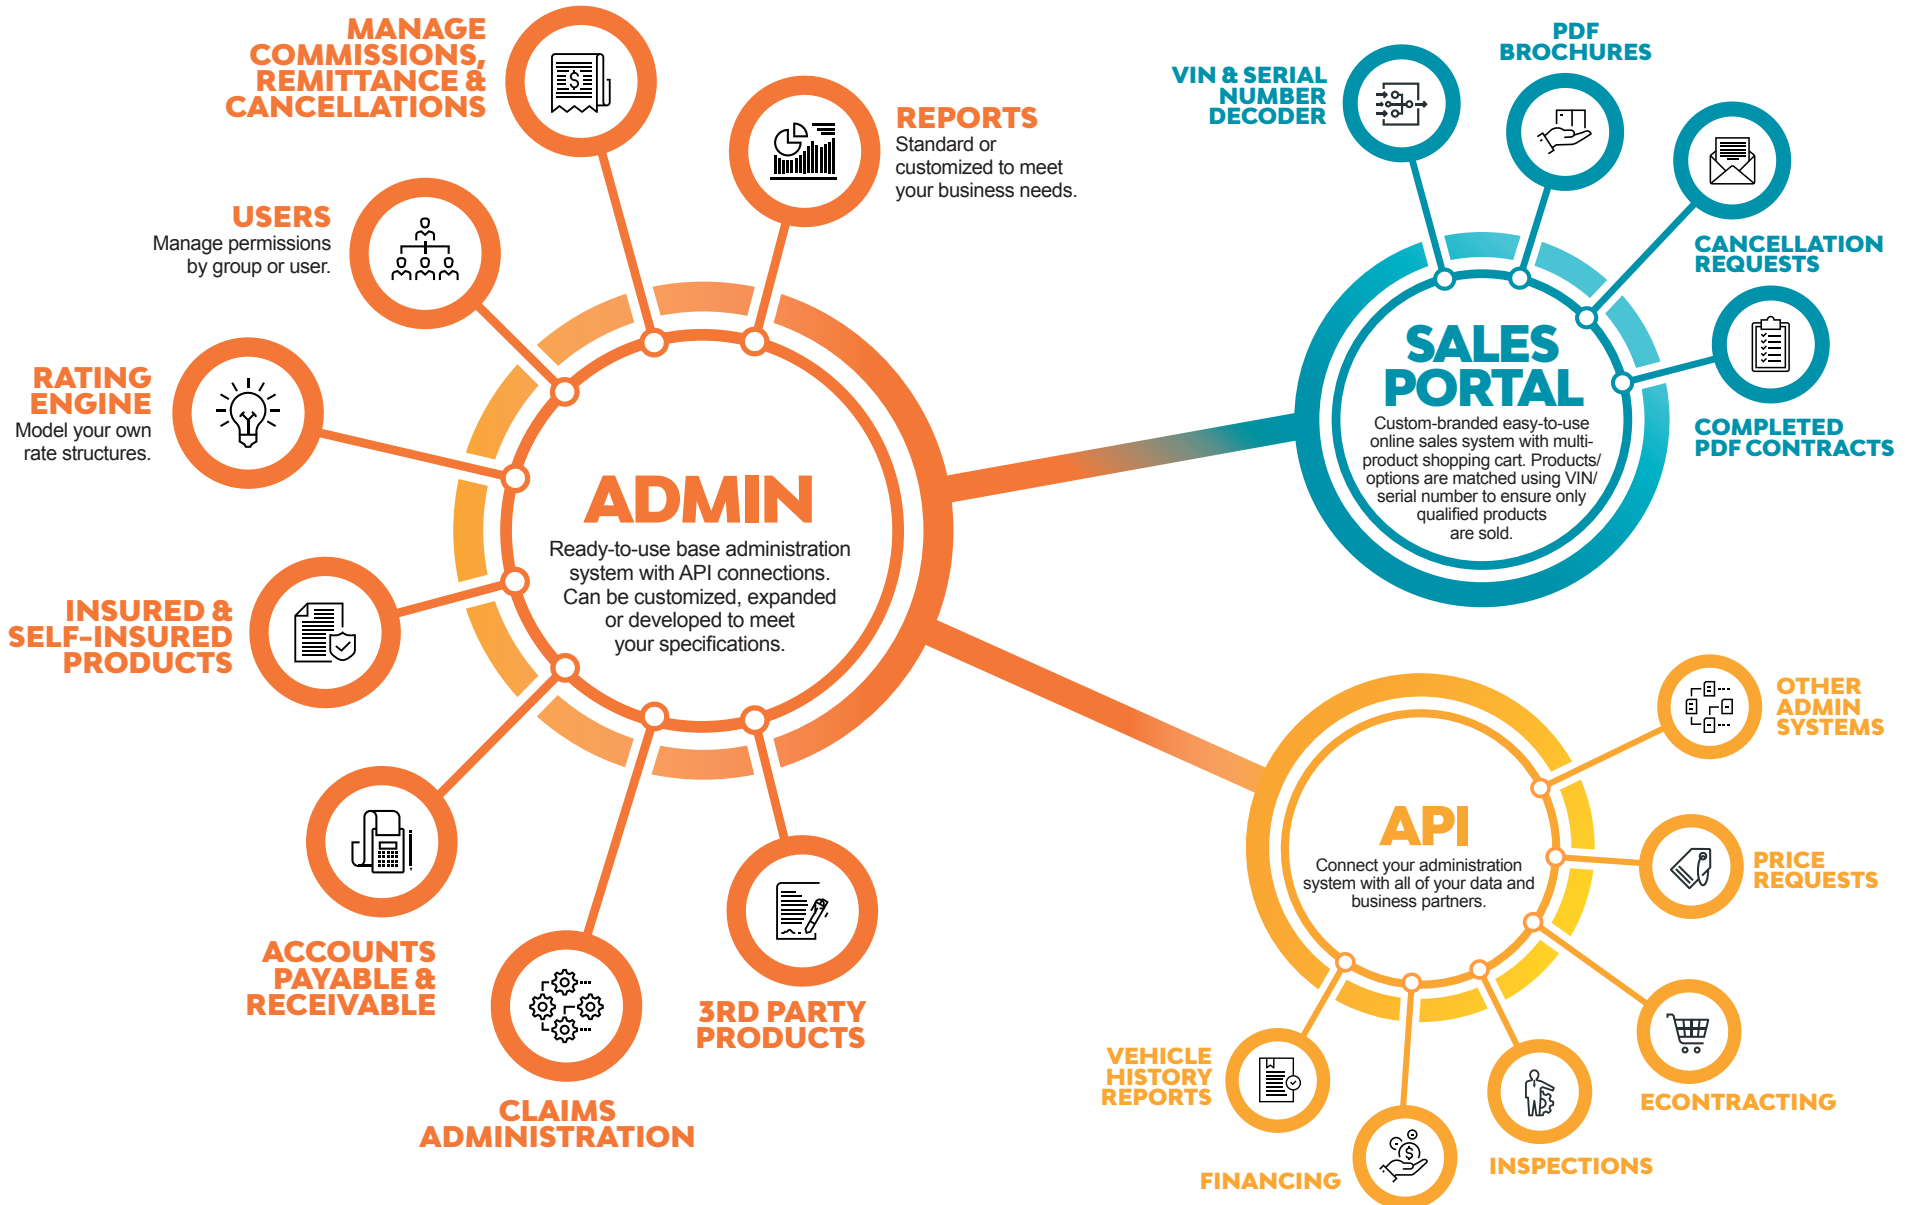 MANAGE
COMMISSIONS,
REMITTANCE &
CANCELLATIONS
REPORTS
Standard or
customized to meet
your business needs.
USERS
Manage permissions
by group or user.
RATING
ENGINE
Model your own
rate structures.
INSURED &
SELF-INSURED
PRODUCTS
ADMIN
Ready-to-use base administration
system with API connections.
Can be customized, expanded
or developed to meet
your specifications.
ACCOUNTS
PAYABLE &
RECEIVABLE
CLAIMS
ADMINISTRATION
3RD PARTY
PRODUCTS
VIN & SERIAL
NUMBER
DECODER
PDF
BROCHURES
CANCELLATION
REQUESTS
COMPLETED
PDF CONTRACTS
SALES
PORTAL
Custom-branded easy-to-use
online sales system with multi-
product shopping cart. Products/
options are matched using VIN/
serial number to ensure only
qualified products
are sold.
OTHER
ADMIN
SYSTEMS
PRICE
REQUESTS
API
Connect your administration
system with all of your data and
business partners.
ECONTRACTING
INSPECTIONS
FINANCING
VEHICLE
HISTORY
REPORTS